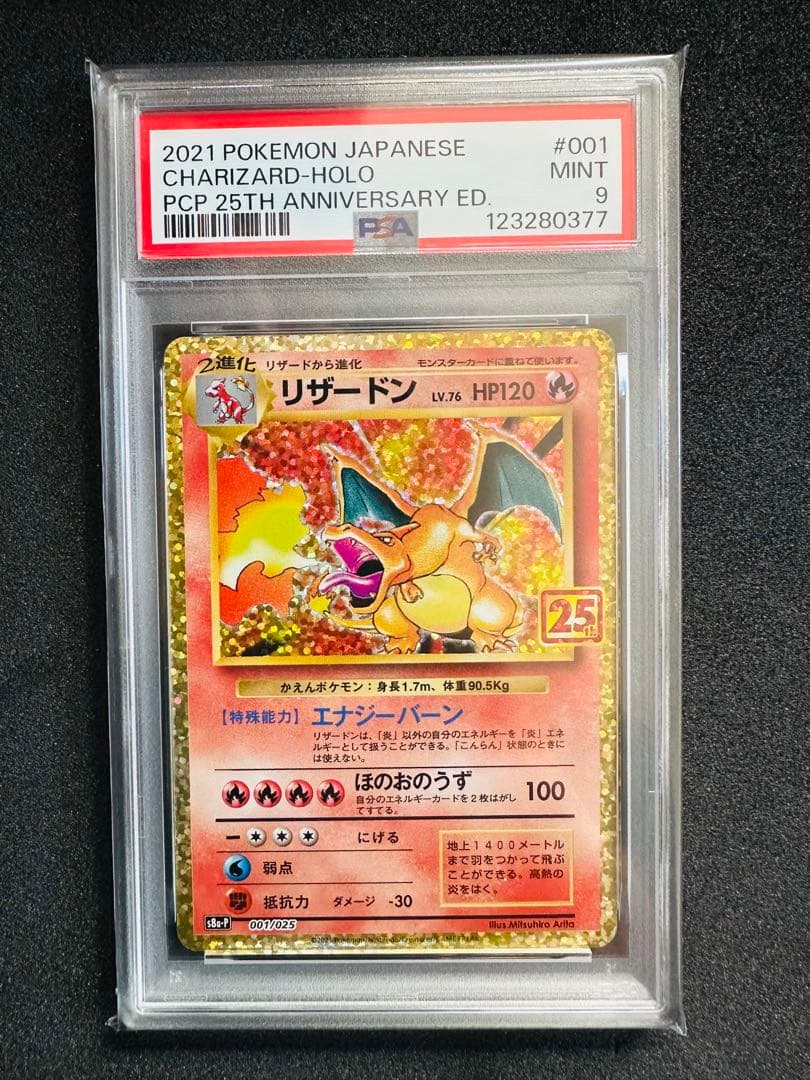 2021 POKEMON JAPANESE #001
CHARIZARD-HOLO MINT
PCP 25TH ANNIVERSARY ED. 9
PSA 123280377
2進化 リザードから進化 モンスターカードに重ねて使います。
リザードン LV.76 HP120
25th
かえんポケモン：身長1.7m、体重90.5Kg
【特殊能力】エナジーバーン
リザードンは、「炎」以外の自分のエネルギーを「炎」エネ
ルギーとして扱うことができる。「こんらん」状態のときに
は使えない。
ほのおのうず 100
自分のエネルギーカードを2枚はがし
てすてる。
にげる
弱点
抵抗力 ダメージ -30
地上1400メートル
まで羽をつかって飛ぶ
ことができる。高熱の
炎をはく。
s8a-P 001/025 Illus.Mitsuhiro Arita